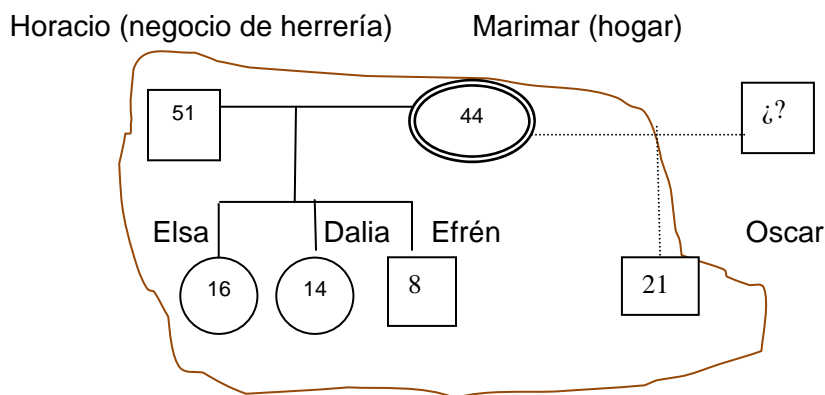 Horacio (negocio de herrería) Marimar (hogar)
51 44 ¿?
Elsa Dalia Efrén Oscar
16 14 8 21